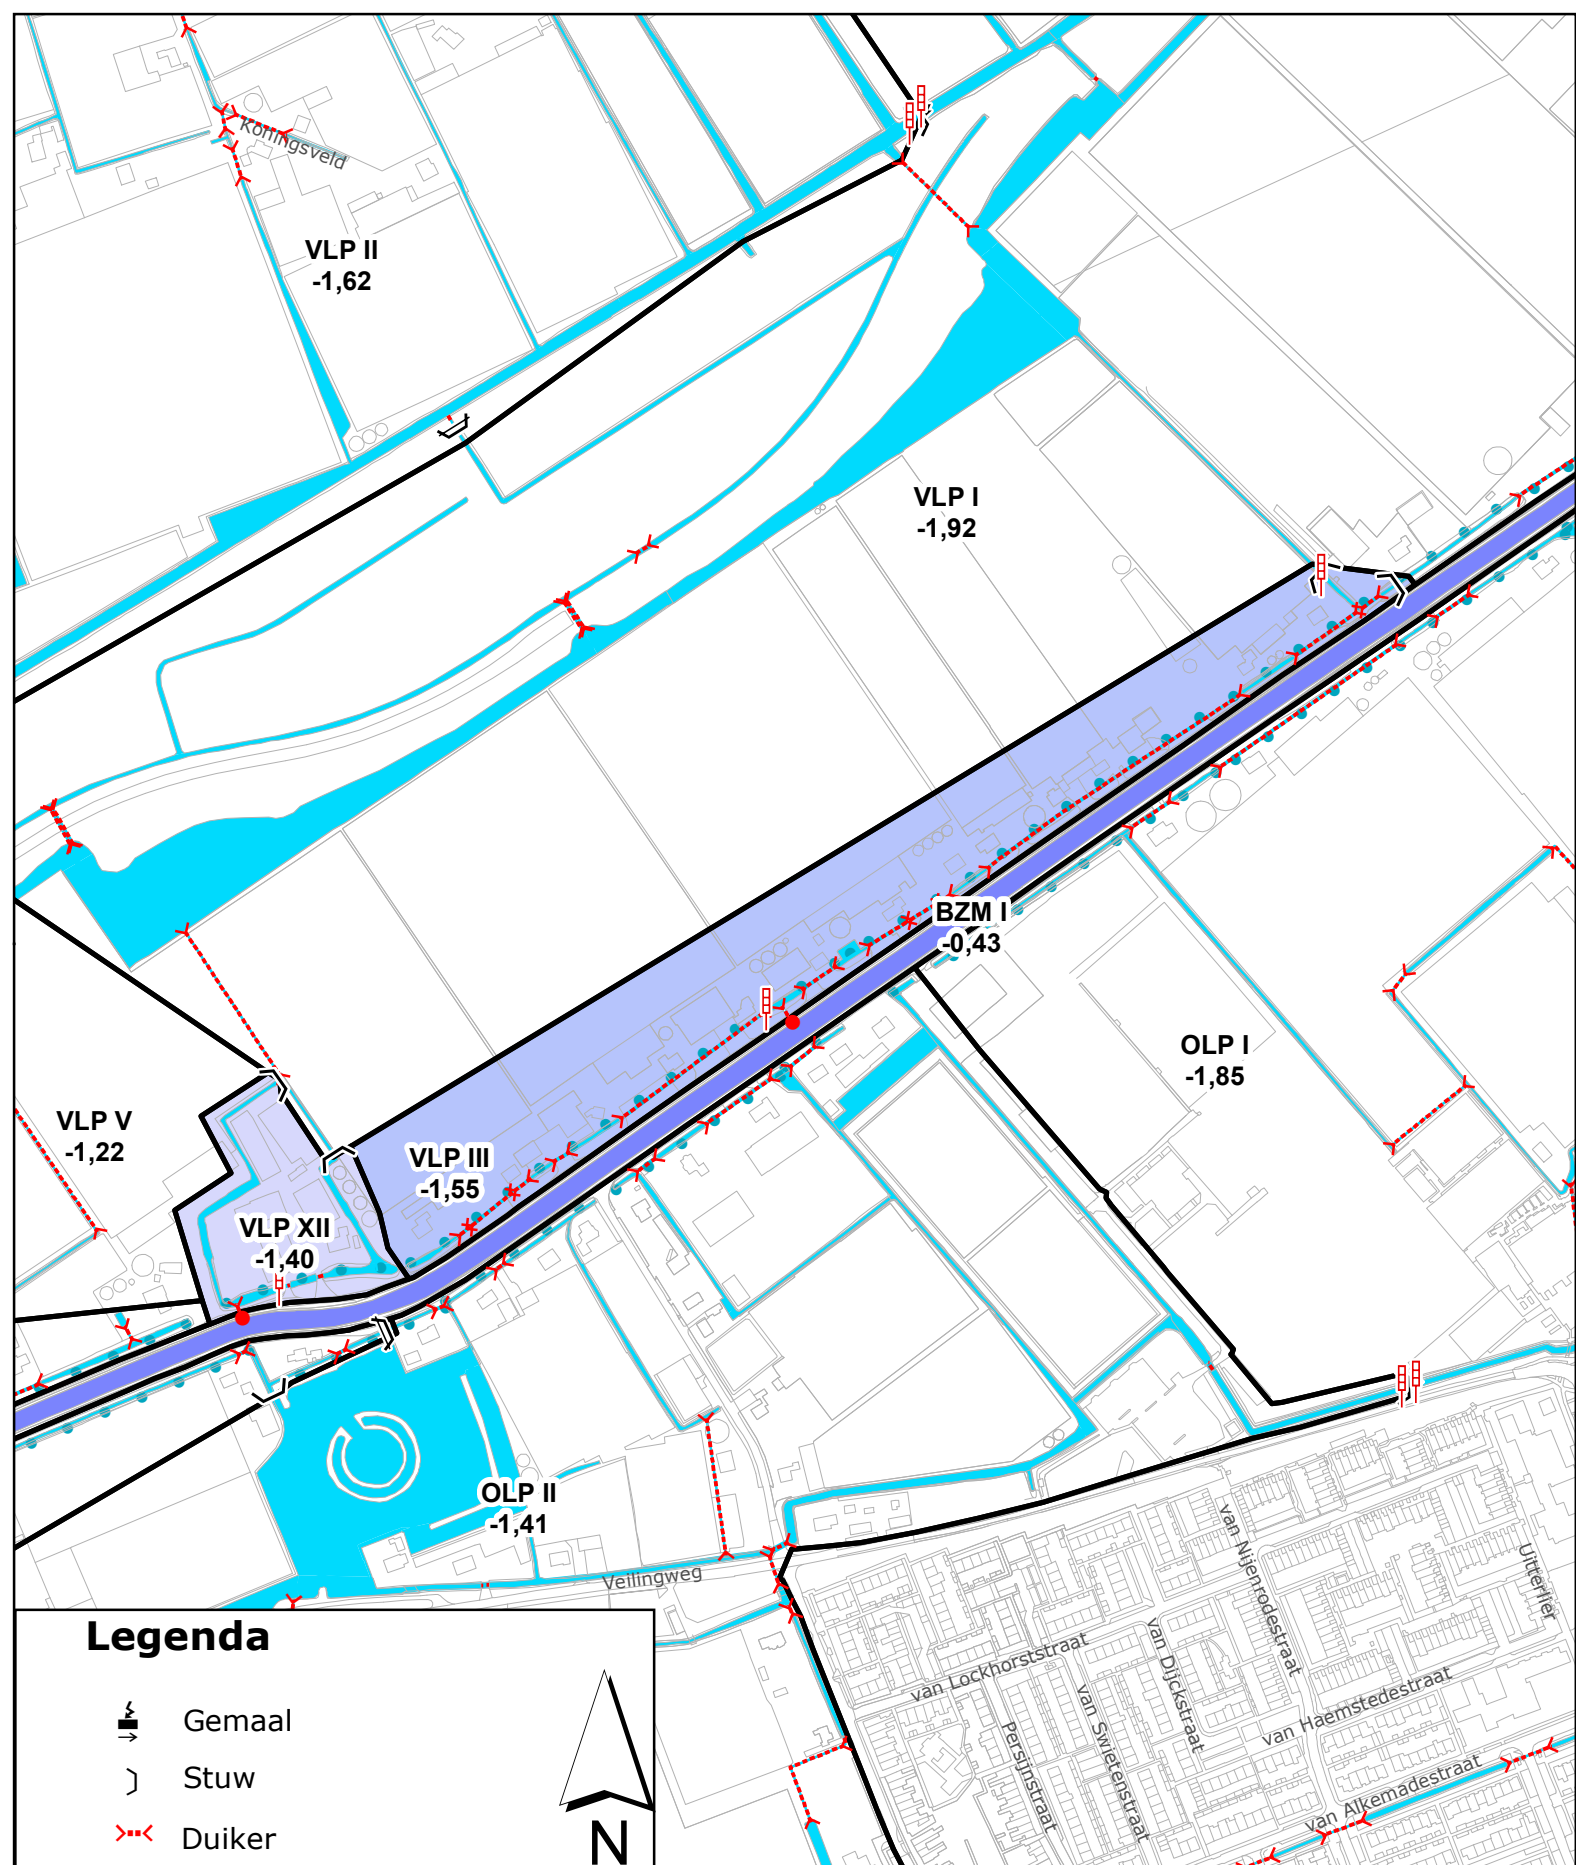 Koningsveld
VLP II
-1,62
VLP I
-1,92
BZM I
-0,43
OLP I
-1,85
VLP V
-1,22
VLP III
-1,55
VLP XII
-1,40
OLP II
-1,41
Veilingweg
van Nijenrodestraat
Uitterlier
van Lockhorststraat
van Dijckstraat
van Haemstedestraat
van Swietenstraat
Persijnstraat
van Alkemadestraat
Legenda
Gemaal
Stuw
Duiker
N